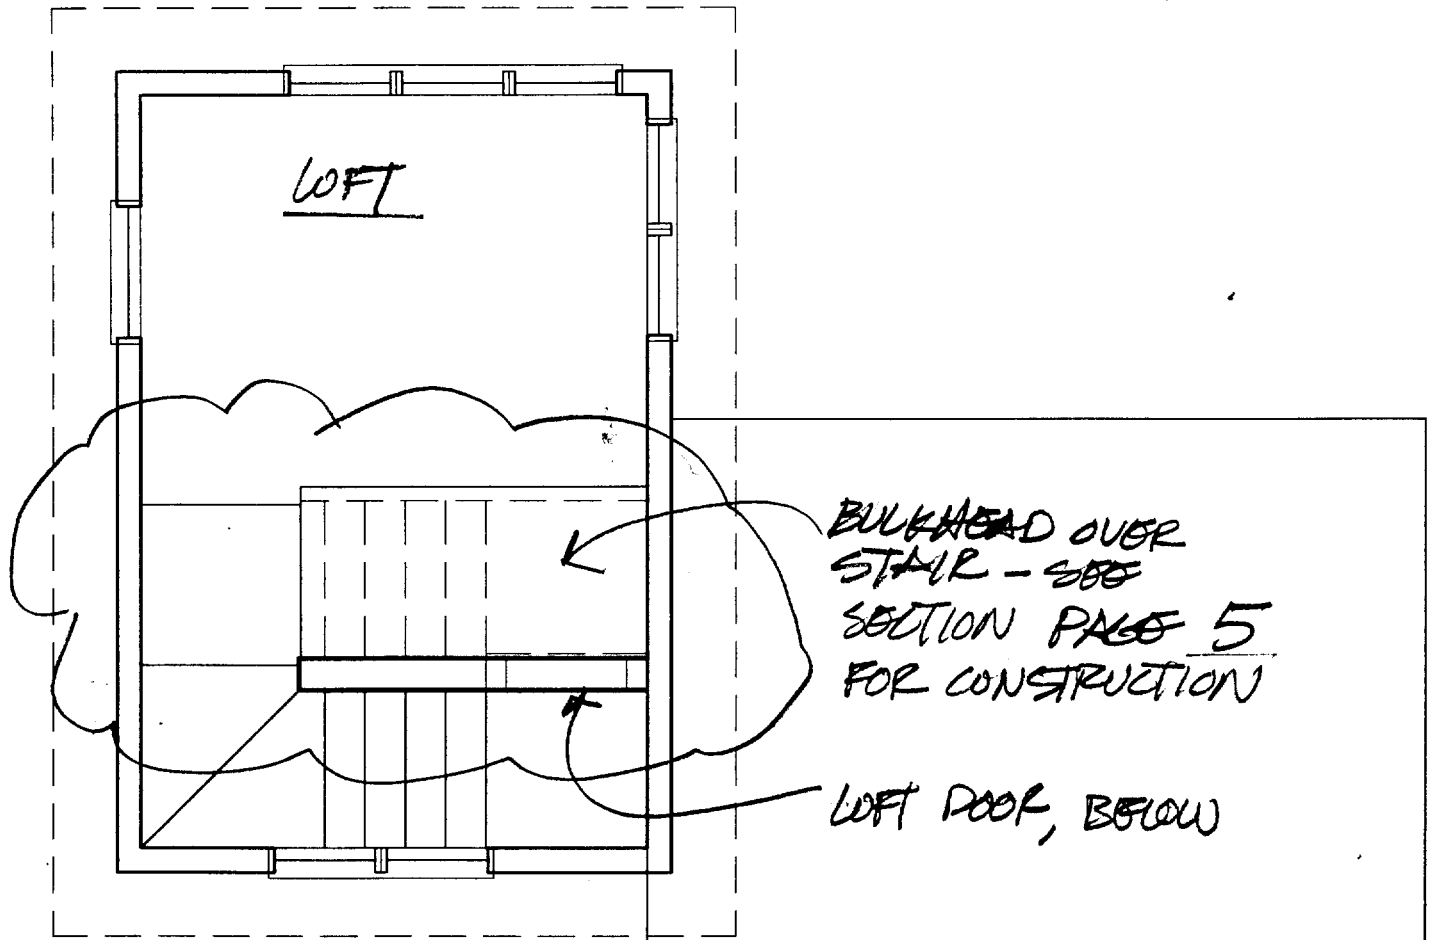 LOFT
BULKHEAD OVER
STAIR - SEE
SECTION PAGE 5
FOR CONSTRUCTION
LOFT DOOR, BELOW